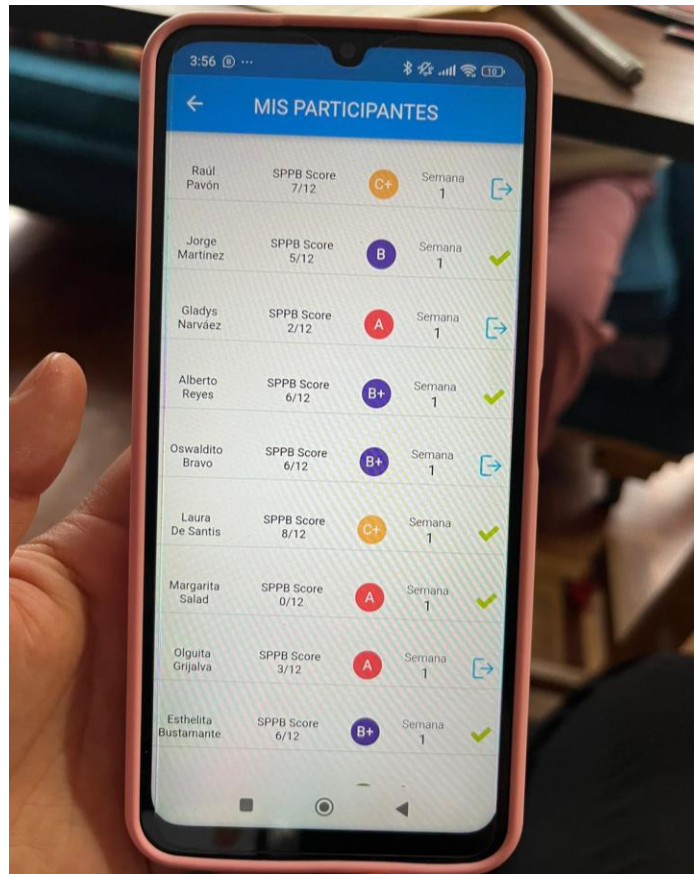 3:56
10
MIS PARTICIPANTES
Raúl
Pavón
SPPB Score
7/12
C+
Semana
1
Jorge
Martinez
SPPB Score
5/12
B
Semana
1
Gladys
Narváez
SPPB Score
2/12
A
Semana
1
Alberto
Reyes
SPPB Score
6/12
B+
Semana
1
Oswaldito
Bravo
SPPB Score
6/12
B+
Semana
1
Laura
De Santis
SPPB Score
8/12
C+
Semana
1
Margarita
Salad
SPPB Score
0/12
A
Semana
1
Olguita
Grijalva
SPPB Score
3/12
A
Semana
1
Esthelita
Bustamante
SPPB Score
6/12
B+
Semana
1